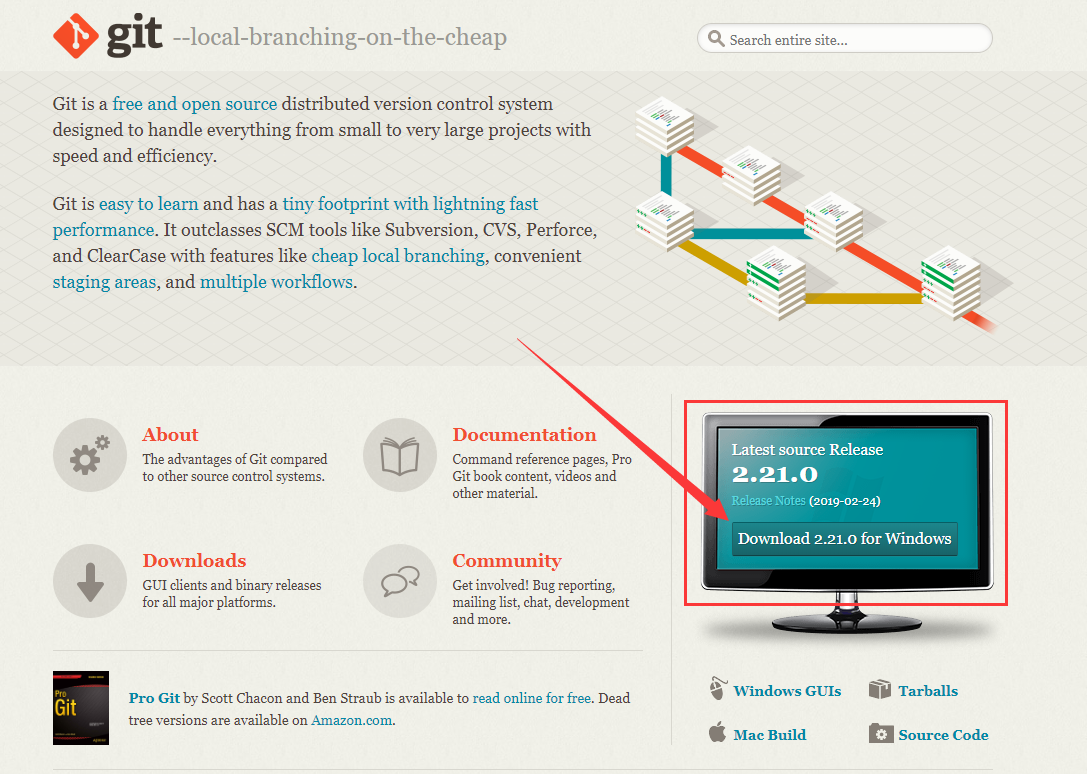 git --local-branching-on-the-cheap
Search entire site...
Git is a free and open source distributed version control system
designed to handle everything from small to very large projects with
speed and efficiency.
Git is easy to learn and has a tiny footprint with lightning fast
performance. It outclasses SCM tools like Subversion, CVS, Perforce,
and ClearCase with features like cheap local branching, convenient
staging areas, and multiple workflows.
About
The advantages of Git compared
to other source control systems.
Documentation
Command reference pages, Pro
Git book content, videos and
other material.
Downloads
GUI clients and binary releases
for all major platforms.
Community
Get involved! Bug reporting,
mailing list, chat, development
and more.
Latest source Release
2.21.0
Release Notes (2019-02-24)
Download 2.21.0 for Windows
Pro
Git
Pro Git by Scott Chacon and Ben Straub is available to read online for free. Dead
tree versions are available on Amazon.com.
Windows GUIs
Tarballs
Mac Build
Source Code